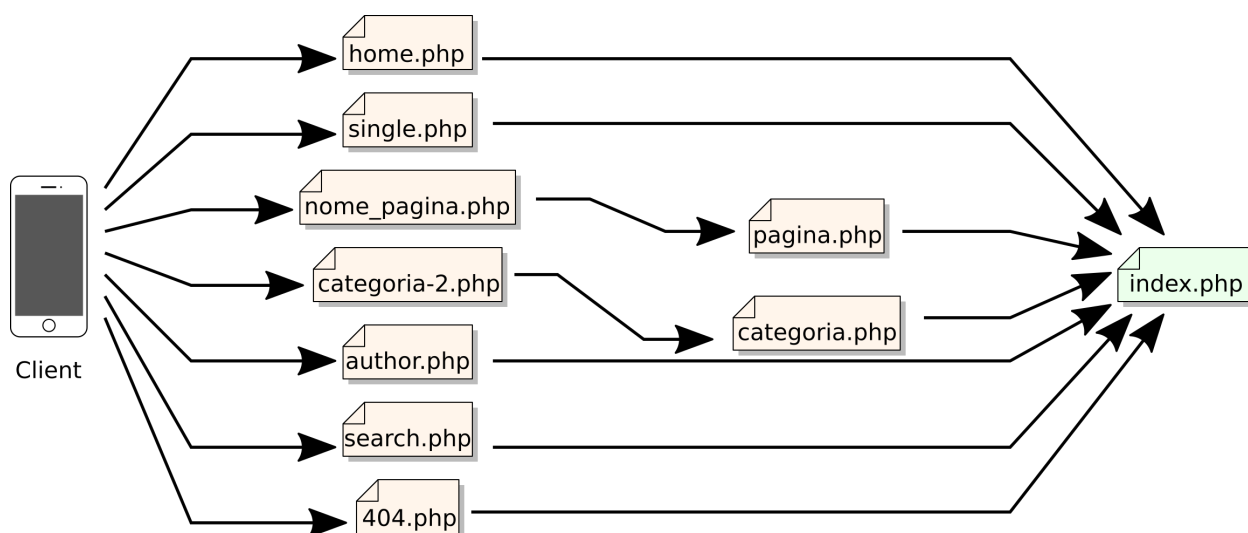 home.php
single.php
nome_pagina.php
pagina.php
categoria-2.php
index.php
categoria.php
author.php
Client
search.php
404.php